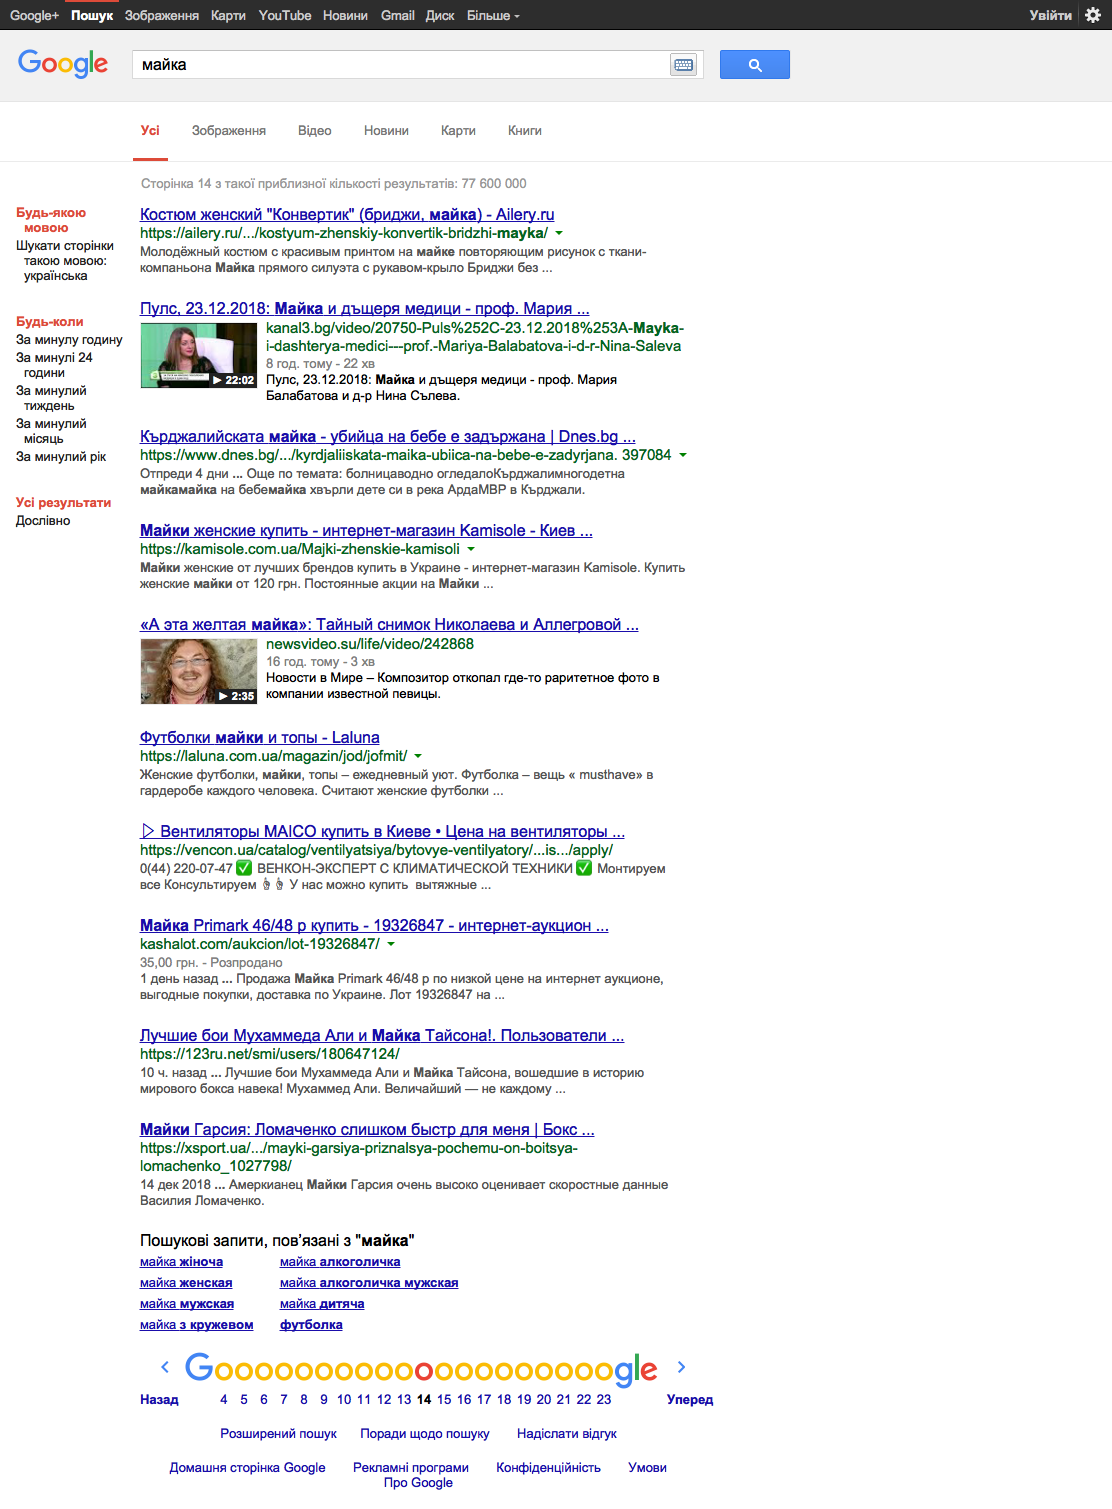 Google+ Пошук Зображення Карти YouTube Новини Gmail Диск Більше Увійти
Google майка
Усі Зображення Відео Новини Карти Книги
Сторінка 14 з такої приблизної кількості результатів: 77 600 000
Будь-якою
мовою
Шукати сторінки
такою мовою:
українська
Будь-коли
За минулу годину
За минулі 24
години
За минулий
тиждень
За минулий
місяць
За минулий рік
Усі результати
Дослівно
Костюм женский "Конвертик" (бриджи, майка) - Ailery.ru
https://ailery.ru/.../kostyum-zhenskiy-konvertik-bridzhi-mayka/
Молодёжный костюм с красивым принтом на майке повторяющим рисунок с ткани-
компаньона Майка прямого силуэта с рукавом-крыло Бриджи без ...
Пулс, 23.12.2018: Майка и дъщеря медици - проф. Мария ...
22:02
kanal3.bg/video/20750-Puls%252C-23.12.2018%253A-Mayka-
i-dashterya-medici---prof.-Mariya-Balabatova-i-d-r-Nina-Saleva
8 год. тому - 22 хв
Пулс, 23.12.2018: Майка и дъщеря медици - проф. Мария
Балабатова и д-р Нина Сълева.
Кърджалийската майка - убийца на бебе е задържана | Dnes.bg ...
https://www.dnes.bg/.../kyrdjaliiskata-maika-ubiica-na-bebe-e-zadyrjana. 397084
Отпреди 4 дни ... Още по темата: болницаводно огледалоКърджалимногодетна
майкамайка на бебемайка хвърли дете си в река АрдаМВР в Кърджали.
Майки женские купить - интернет-магазин Kamisole - Киев ...
https://kamisole.com.ua/Majki-zhenskie-kamisoli
Майки женские от лучших брендов купить в Украине - интернет-магазин Kamisole. Купить
женские майки от 120 грн. Постоянные акции на Майки ...
«А эта желтая майка»: Тайный снимок Николаева и Аллегровой ...
2:35
newsvideo.su/life/video/242868
16 год. тому - 3 хв
Новости в Мире – Композитор откопал где-то раритетное фото в
компании известной певицы.
Футболки майки и топы - Laluna
https://laluna.com.ua/magazin/jod/jofmit/
Женские футболки, майки, топы – ежедневный уют. Футболка – вещь « musthave» в
гардеробе каждого человека. Считают женские футболки ...
▷ Вентиляторы MAICO купить в Киеве • Цена на вентиляторы ...
https://vencon.ua/catalog/ventilyatsiya/bytovye-ventilyatory/...is.../apply/
0(44) 220-07-47 ✅ ВЕНКОН-ЭКСПЕРТ С КЛИМАТИЧЕСКОЙ ТЕХНИКИ ✅ Монтируем
все Консультируем ☝☝ У нас можно купить вытяжные ...
Майка Primark 46/48 р купить - 19326847 - интернет-аукцион ...
kashalot.com/aukcion/lot-19326847/
35,00 грн. - Розпродано
1 день назад ... Продажа Майка Primark 46/48 р по низкой цене на интернет аукционе,
выгодные покупки, доставка по Украине. Лот 19326847 на ...
Лучшие бои Мухаммеда Али и Майка Тайсона!. Пользователи ...
https://123ru.net/smi/users/180647124/
10 ч. назад ... Лучшие бои Мухаммеда Али и Майка Тайсона, вошедшие в историю
мирового бокса навека! Мухаммед Али. Величайший — не каждому ...
Майки Гарсия: Ломаченко слишком быстр для меня | Бокс ...
https://xsport.ua/.../mayki-garsiya-priznalsya-pochemu-on-boitsya-
lomachenko_1027798/
14 дек 2018 ... Амеркианец Майки Гарсия очень высоко оценивает скоростные данные
Василия Ломаченко.
Пошукові запити, пов’язані з "майка"
майка жіноча майка алкоголичка
майка женская майка алкоголичка мужская
майка мужская майка дитяча
майка з кружевом футболка
Goooooooooooooooooooogle
Назад 4 5 6 7 8 9 10 11 12 13 14 15 16 17 18 19 20 21 22 23 Уперед
Розширений пошук Поради щодо пошуку Надіслати відгук
Домашня сторінка Google Рекламні програми Конфіденційність Умови
Про Google